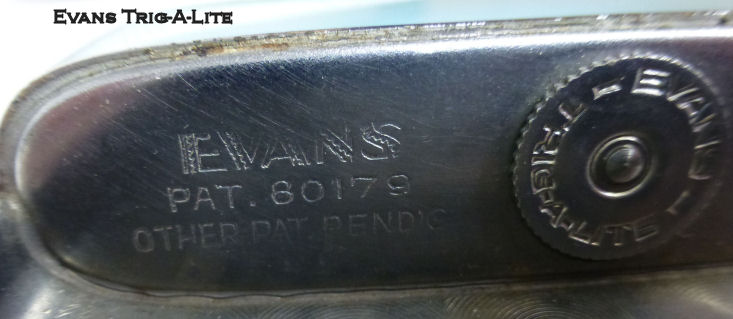 Evans Trig-A-Lite
EVANS
PAT. 80179
OTHER PAT. PEND'G
EVANS - TRIG-A-LITE -